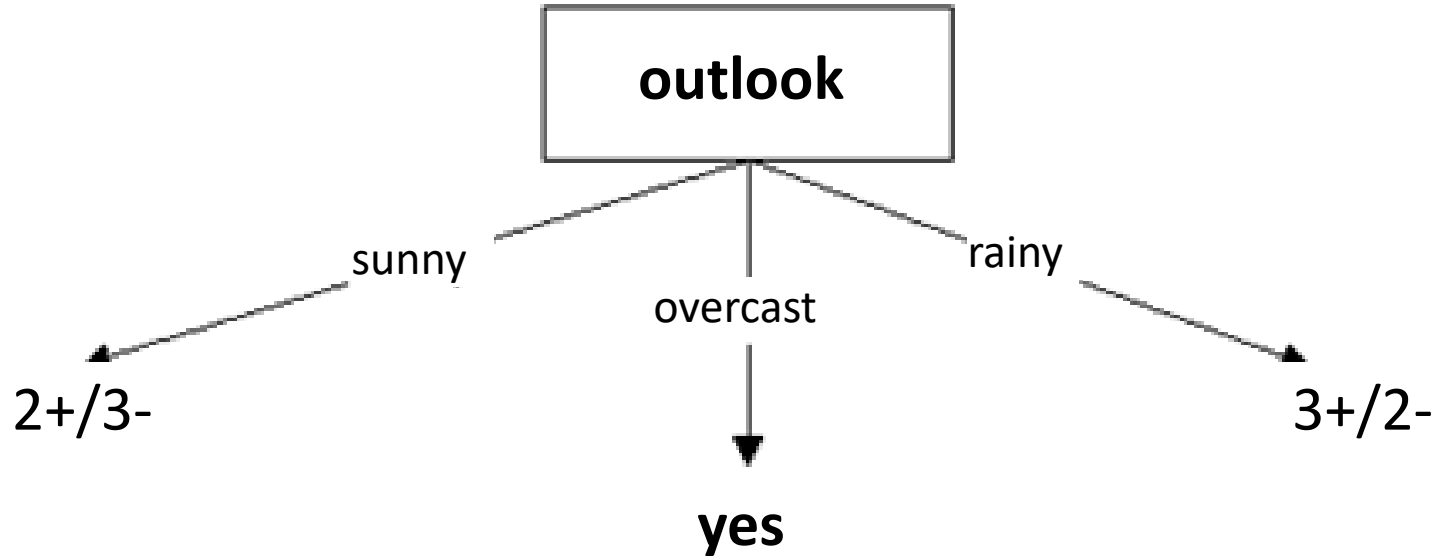 outlook
sunny
rainy
overcast
2+/3-
3+/2-
yes